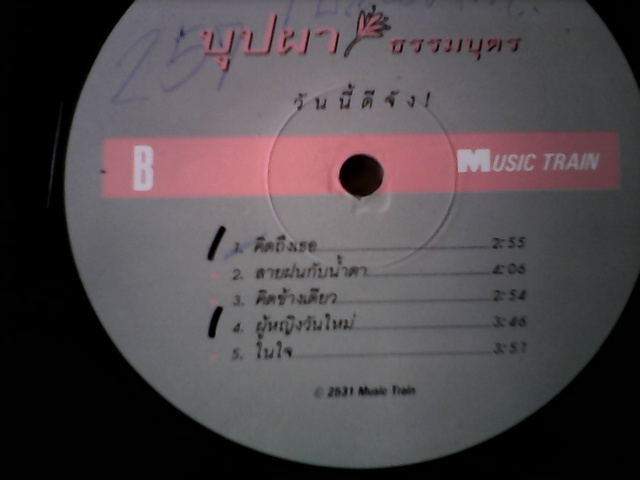 257
บุปผา ธรรมบุตร
วันนี้ดีจัง!
B MUSIC TRAIN
1. คิดถึงเธอ 2:55
2. สายฝนกับน้ำตา 4:06
3. คิดข้างเดียว 2:54
4. ผู้หญิงวันใหม่ 3:46
5. ในใจ 3:57
© 2531 Music Train